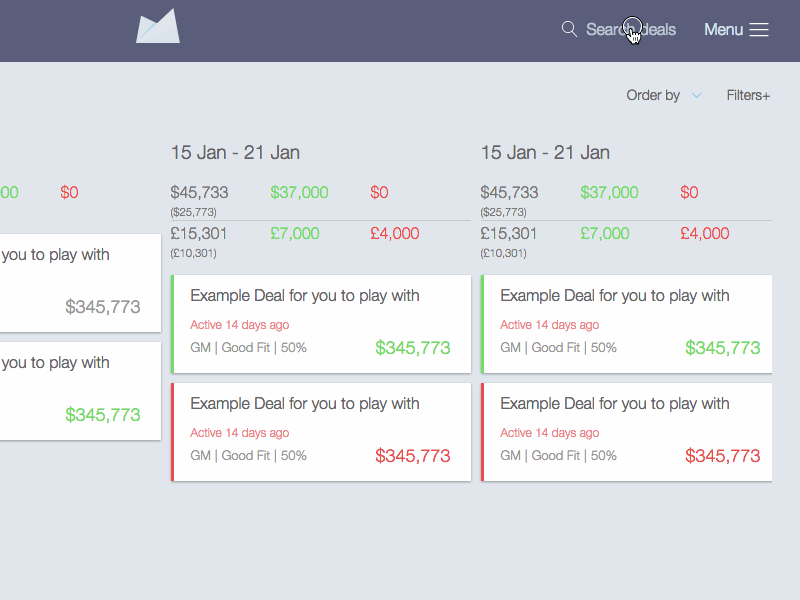 Search deals
Menu
Order by
Filters+
15 Jan - 21 Jan
15 Jan - 21 Jan
00 $0
$45,733 $37,000 $0
($25,773)
£15,301 £7,000 £4,000
(£10,301)
$45,733 $37,000 $0
($25,773)
£15,301 £7,000 £4,000
(£10,301)
you to play with
$345,773
you to play with
$345,773
Example Deal for you to play with
Active 14 days ago
GM | Good Fit | 50% $345,773
Example Deal for you to play with
Active 14 days ago
GM | Good Fit | 50% $345,773
Example Deal for you to play with
Active 14 days ago
GM | Good Fit | 50% $345,773
Example Deal for you to play with
Active 14 days ago
GM | Good Fit | 50% $345,773